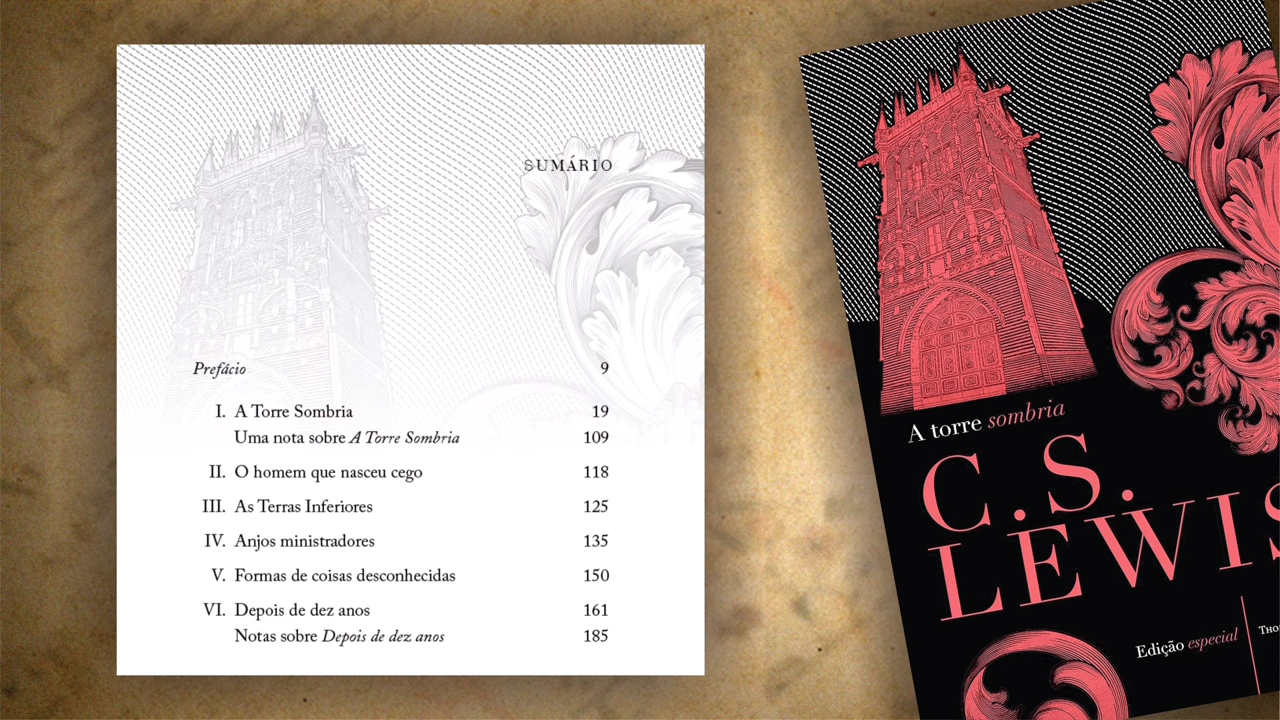 SUMÁRIO
Prefácio 9
I. A Torre Sombria 19
Uma nota sobre A Torre Sombria 109
II. O homem que nasceu cego 118
III. As Terras Inferiores 125
IV. Anjos ministradores 135
V. Formas de coisas desconhecidas 150
VI. Depois de dez anos 161
Notas sobre Depois de dez anos 185
A torre sombria
C.S.
LEWIS
Edição especial